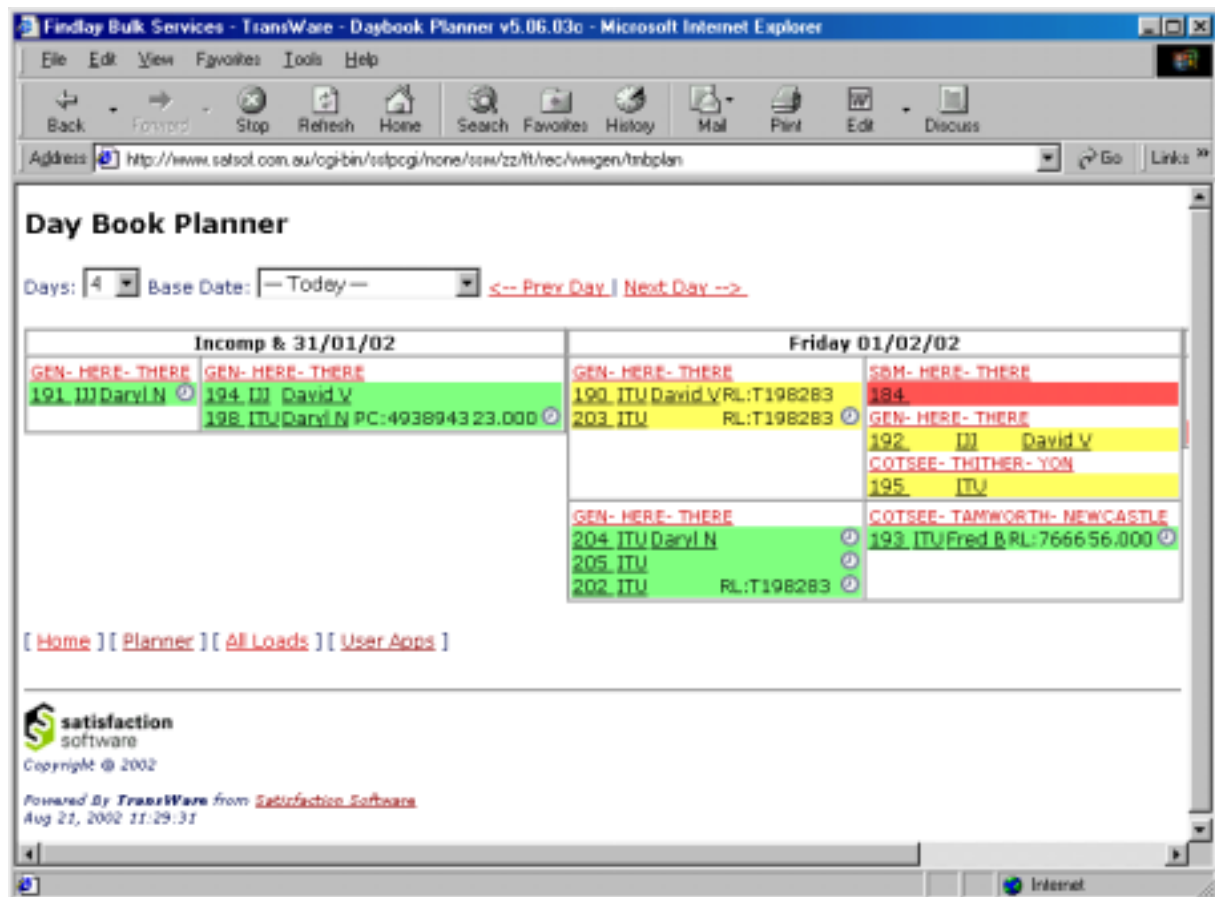 Findlay Bulk Services - TransWare - Daybook Planner v5.06.03c - Microsoft Internet Explorer
File Edit View Favorites Tools Help
Back Forward Stop Refresh Home Search Favorites History Mail Print Edit Discuss
Address http://www.satsol.com.au/cgi-bin/sstpcgi/none/ssw/zz/ft/rec/wwgen/tmbplan Go Links »
Day Book Planner
Days: 4 Base Date: — Today — <-- Prev Day | Next Day -->
Incomp & 31/01/02 Friday 01/02/02
GEN- HERE- THERE GEN- HERE- THERE GEN- HERE- THERE SBM- HERE- THERE
191 IJJ Daryl N 194 IJJ David V 190 ITU David V RL:T198283 184
198 ITU Daryl N PC:493894323.000 203 ITU RL:T198283 GEN- HERE- THERE
192 IJJ David V
COTSEE- THITHER- YON
195 ITU
GEN- HERE- THERE COTSEE- TAMWORTH- NEWCASTLE
204 ITU Daryl N 193 ITU Fred B RL:766656.000
205 ITU
202 ITU RL:T198283
[ Home ] [ Planner ] [ All Loads ] [ User Apps ]
satisfaction
software
Copyright @ 2002
Powered By TransWare from Satisfaction Software
Aug 21, 2002 11:29:31
Internet